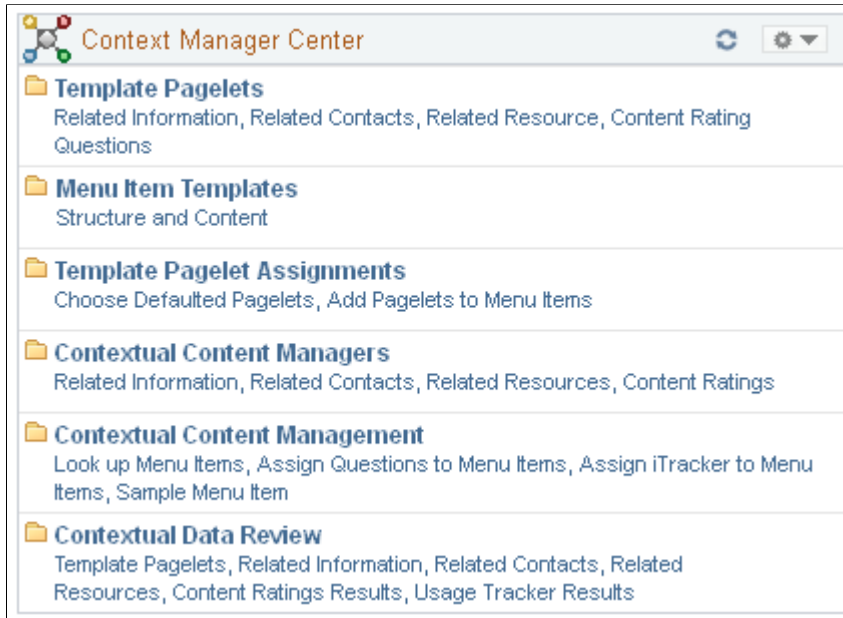 Context Manager Center
Template Pagelets
Related Information, Related Contacts, Related Resource, Content Rating
Questions
Menu Item Templates
Structure and Content
Template Pagelet Assignments
Choose Defaulted Pagelets, Add Pagelets to Menu Items
Contextual Content Managers
Related Information, Related Contacts, Related Resources, Content Ratings
Contextual Content Management
Look up Menu Items, Assign Questions to Menu Items, Assign iTracker to Menu
Items, Sample Menu Item
Contextual Data Review
Template Pagelets, Related Information, Related Contacts, Related
Resources, Content Ratings Results, Usage Tracker Results